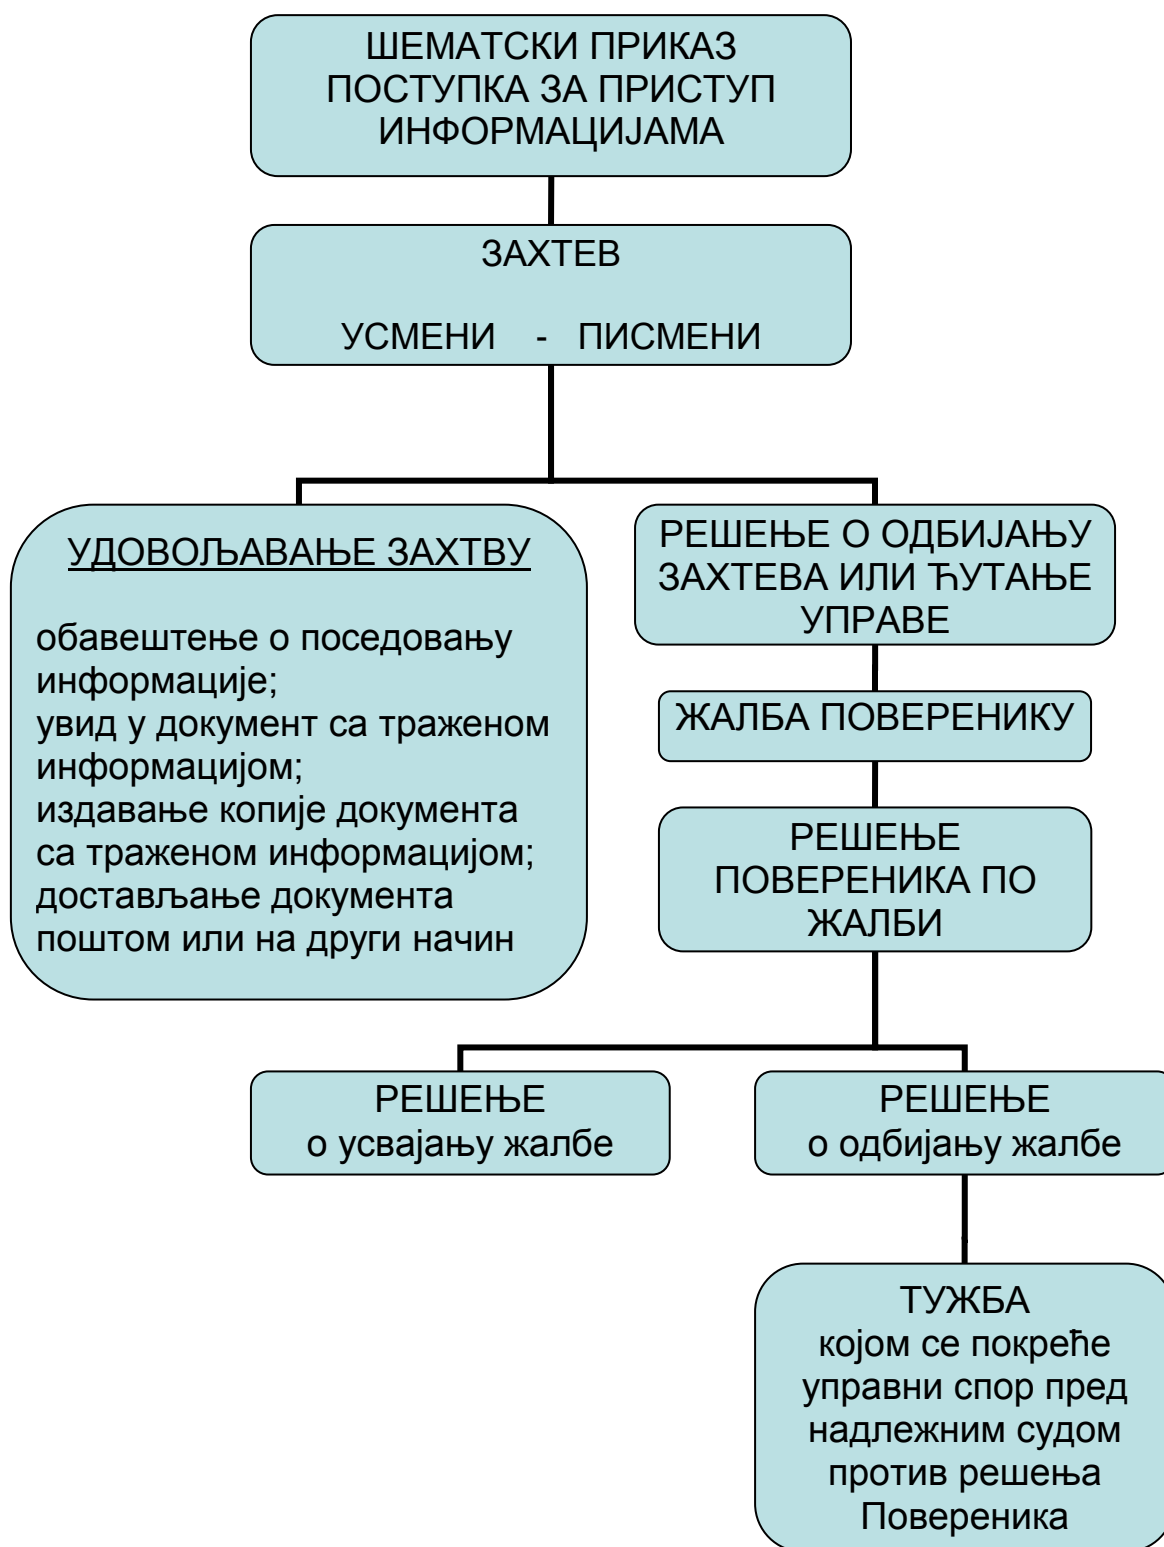 ШЕМАТСКИ ПРИКАЗ
ПОСТУПКА ЗА ПРИСТУП
ИНФОРМАЦИЈАМА
ЗАХТЕВ
УСМЕНИ - ПИСМЕНИ
УДОВОЉАВАЊЕ ЗАХТВУ
обавештење о поседовању
информације;
увид у документ са траженом
информацијом;
издавање копије документа
са траженом информацијом;
достављање документа
поштом или на други начин
РЕШЕЊЕ О ОДБИЈАЊУ
ЗАХТЕВА ИЛИ ЋУТАЊЕ
УПРАВЕ
ЖАЛБА ПОВЕРЕНИКУ
РЕШЕЊЕ
ПОВЕРЕНИКА ПО
ЖАЛБИ
РЕШЕЊЕ
о усвајању жалбе
РЕШЕЊЕ
о одбијању жалбе
ТУЖБА
којом се покреће
управни спор пред
надлежним судом
против решења
Повереника